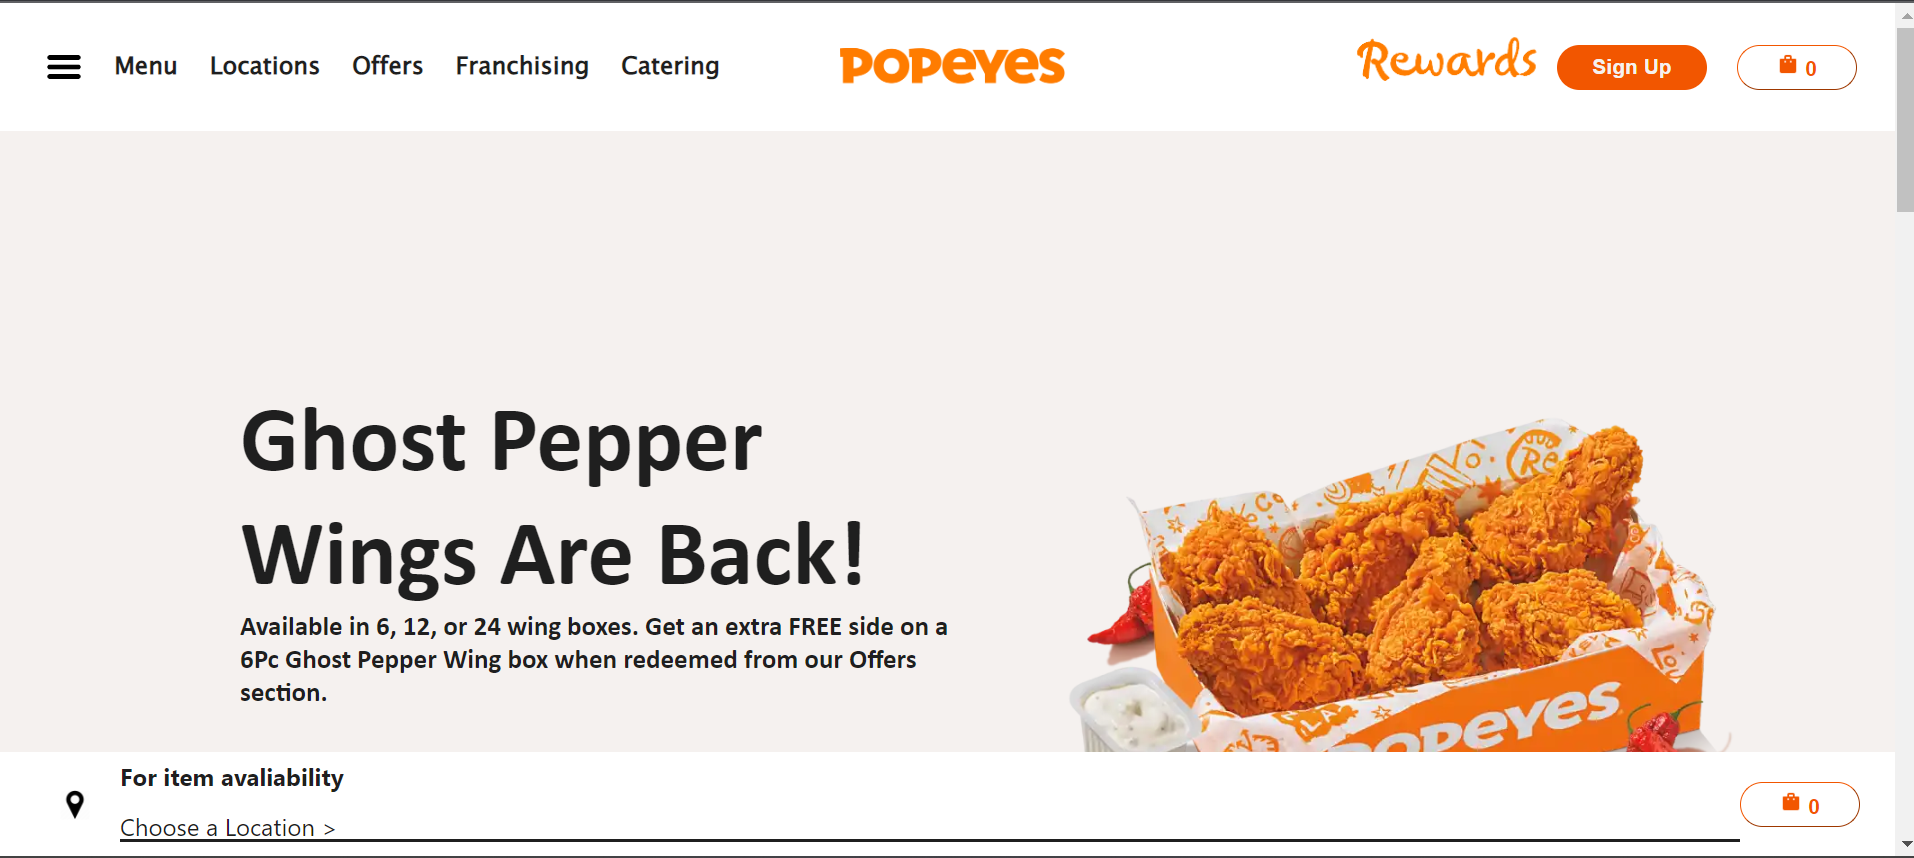 Menu Locations Offers Franchising Catering POPEYES Rewards Sign Up 0
Ghost Pepper
Wings Are Back!
Available in 6, 12, or 24 wing boxes. Get an extra FREE side on a
6Pc Ghost Pepper Wing box when redeemed from our Offers
section.
POPEYES
For item avaliability
Choose a Location >
0